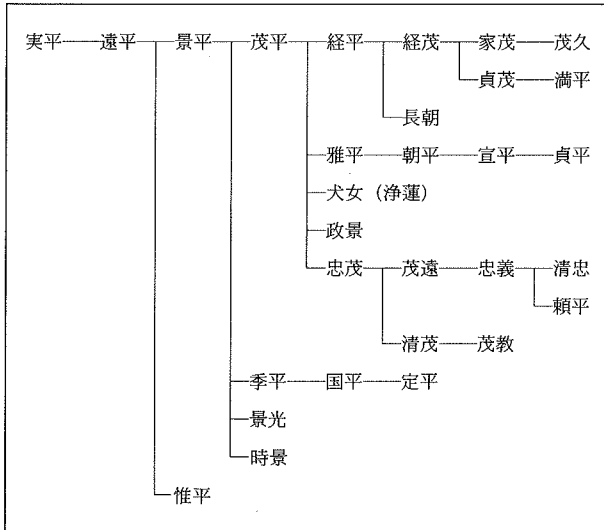 実平 遠平 景平 茂平 経平 経茂 家茂 茂久
貞茂 満平
長朝
雅平 朝平 宣平 貞平
犬女（浄蓮）
政景
忠茂 茂遠 忠義 清忠
頼平
清茂 茂教
季平 国平 定平
景光
時景
惟平